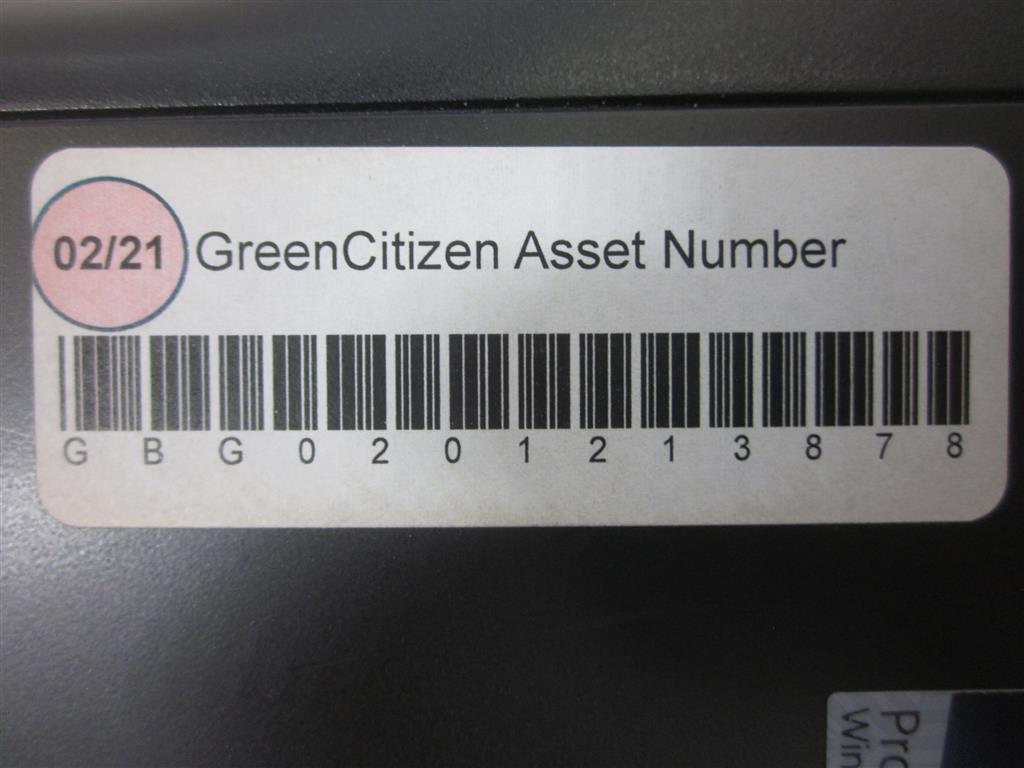 02/21 GreenCitizen Asset Number
G B G 0 2 0 1 2 1 3 8 7 8